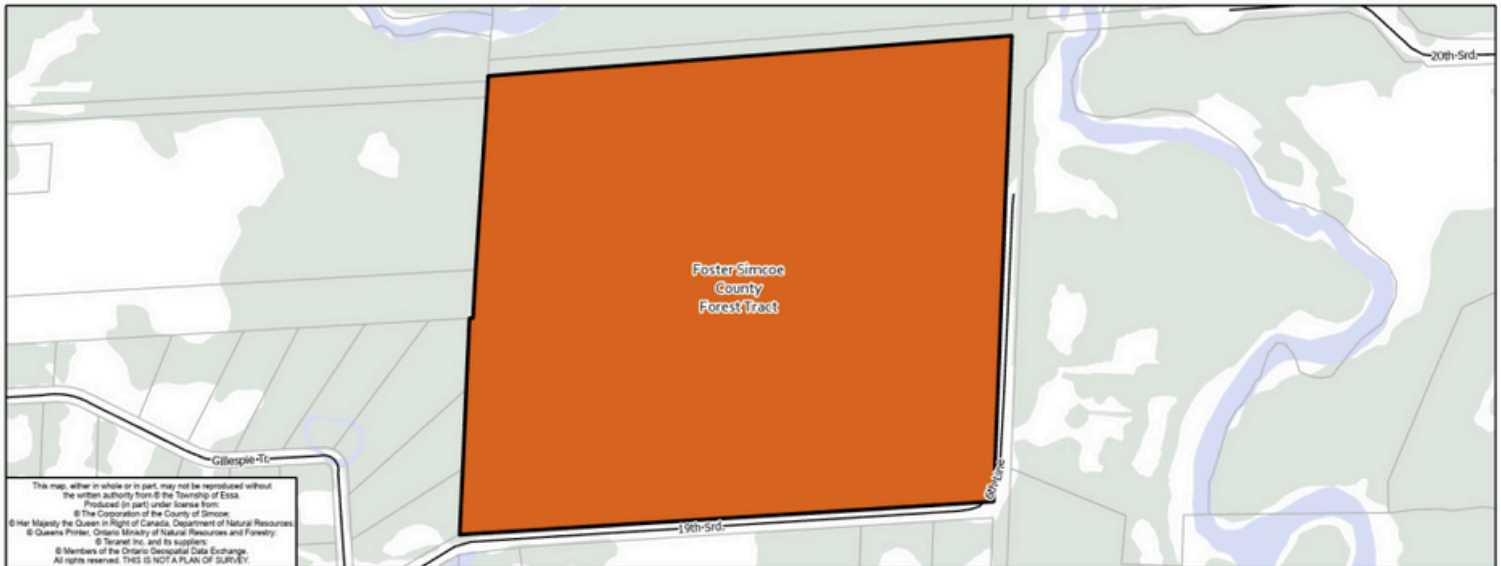 20th Srd.
Foster Simcoe
County
Forest Tract
Gillespie Tr.
6th Line
19th Srd.
This map, either in whole or in part, may not be reproduced without
the written authority from © the Township of Essa.
Produced (in part) under license from:
© The Corporation of the County of Simcoe;
© Her Majesty the Queen in Right of Canada, Department of Natural Resources;
© Queens Printer, Ontario Ministry of Natural Resources and Forestry;
© Teranet Inc. and its suppliers;
© Members of the Ontario Geospatial Data Exchange.
All rights reserved. THIS IS NOT A PLAN OF SURVEY.